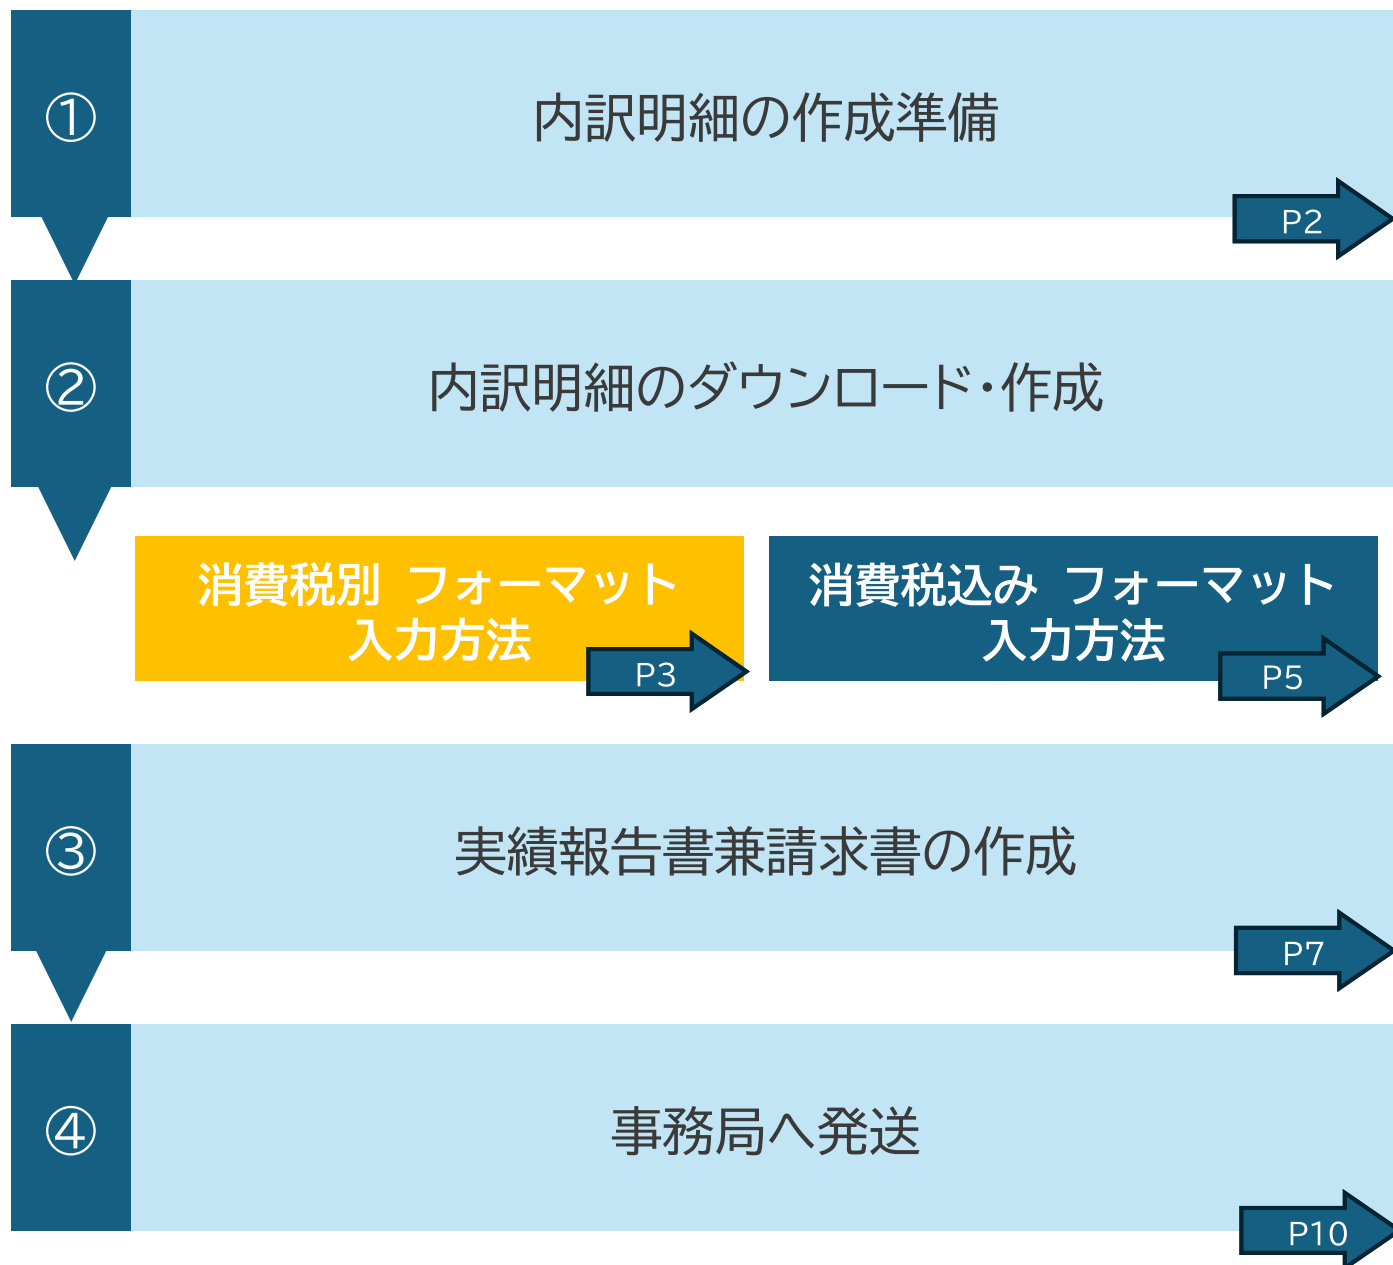 ①
内訳明細の作成準備
P2
②
内訳明細のダウンロード・作成
消費税別 フォーマット
入力方法
P3
消費税込み フォーマット
入力方法
P5
③
実績報告書兼請求書の作成
P7
④
事務局へ発送
P10